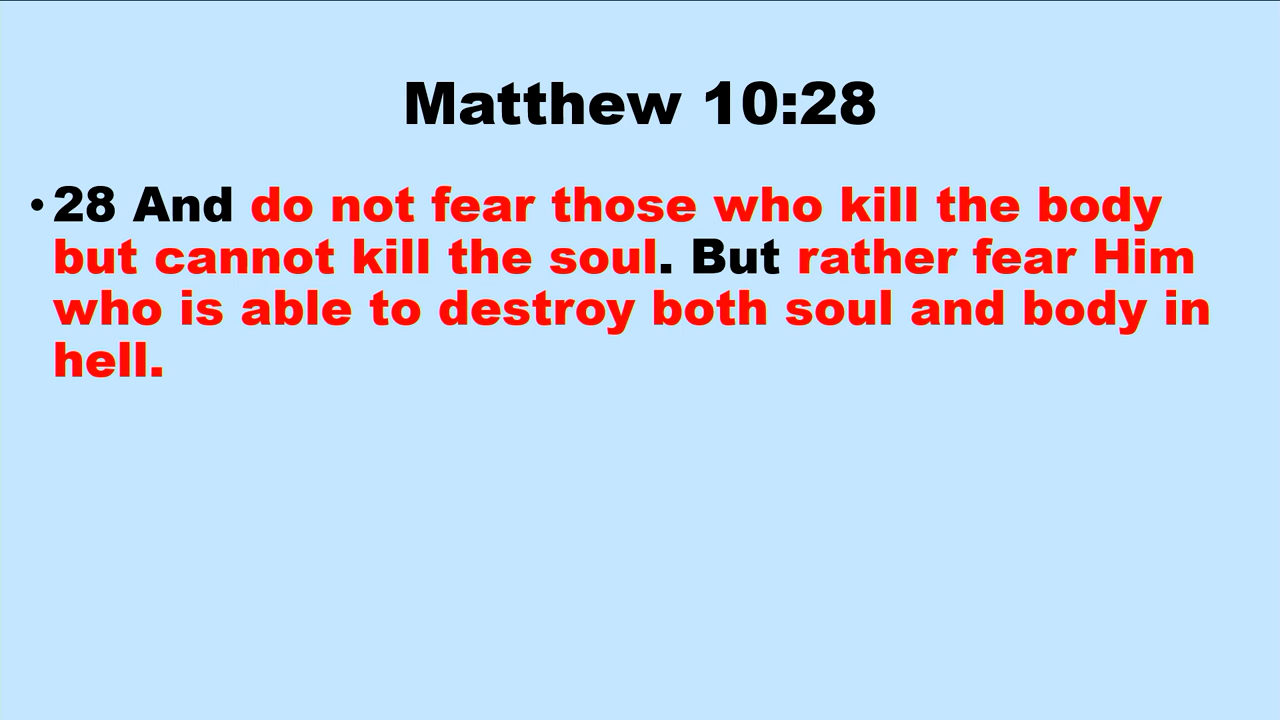 Matthew 10:28
• 28 And do not fear those who kill the body
but cannot kill the soul. But rather fear Him
who is able to destroy both soul and body in
hell.